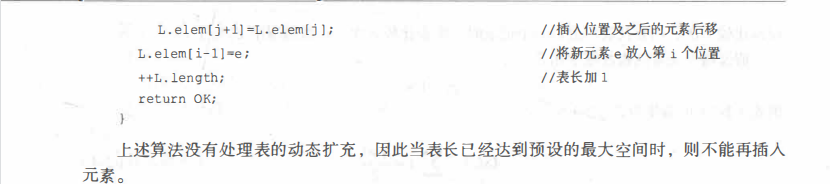 L.elem[j+1]=L.elem[j]; //插入位置及之后的元素后移
L.elem[i-1]=e; //将新元素e放入第i个位置
++L.length; //表长加1
return OK;
}
上述算法没有处理表的动态扩充，因此当表长已经达到预设的最大空间时，则不能再插入
元素。